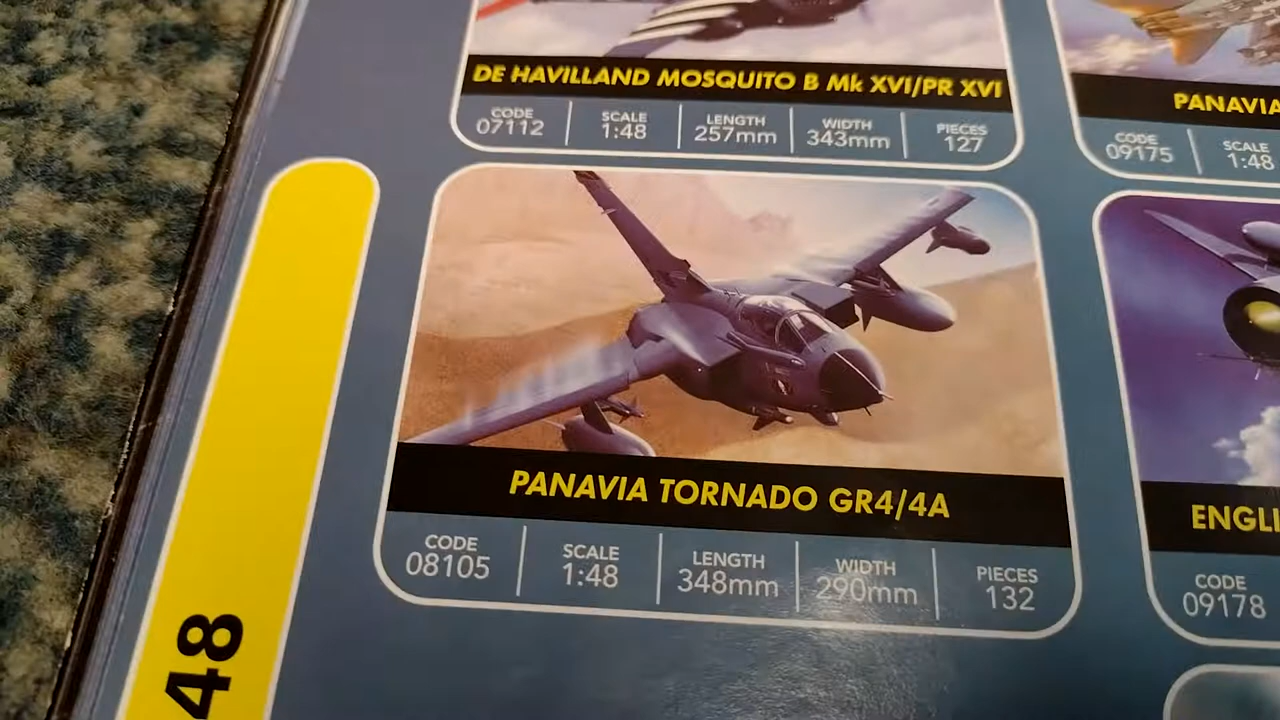 DE HAVILLAND MOSQUITO B Mk XVI/PR XVI
CODE SCALE LENGTH WIDTH PIECES
07112 1:48 257mm 343mm 127
PANAVIA
CODE SCALE
09175 1:48
PANAVIA TORNADO GR4/4A
CODE SCALE LENGTH WIDTH PIECES
08105 1:48 348mm 290mm 132
CODE
09178
48